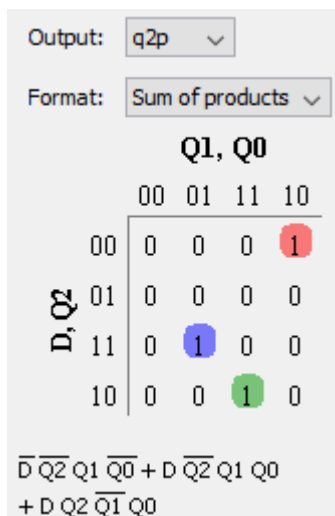 Output: q2p
Format: Sum of products
Q1, Q0
00 01 11 10
D, Q2
00 0 0 0 1
01 0 0 0 0
11 0 1 0 0
10 0 0 1 0
D̅ Q̅2̅ Q1 Q̅0̅ + D Q̅2̅ Q1 Q0
+ D Q2 Q̅1̅ Q0